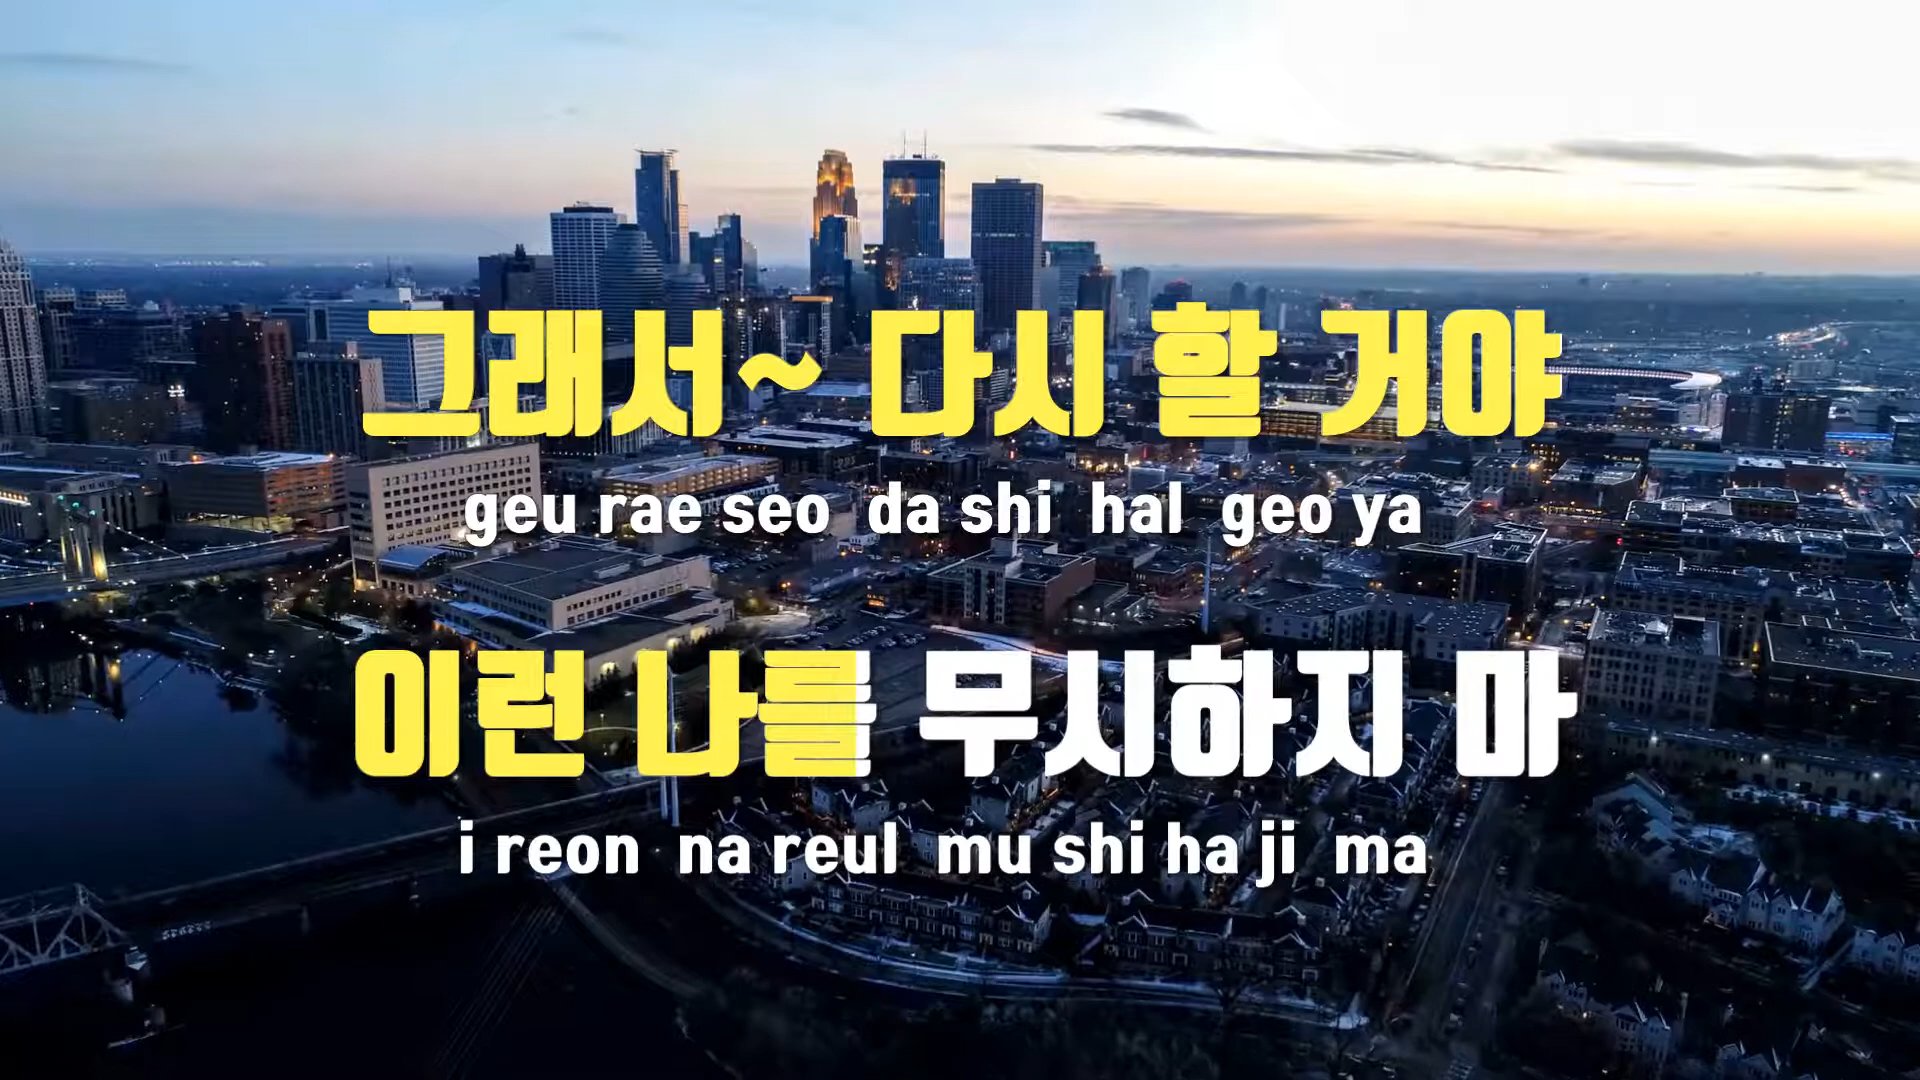 그래서~ 다시 할 거야
geu rae seo da shi hal geo ya
이런 나를 무시하지 마
i reon na reul mu shi ha ji ma